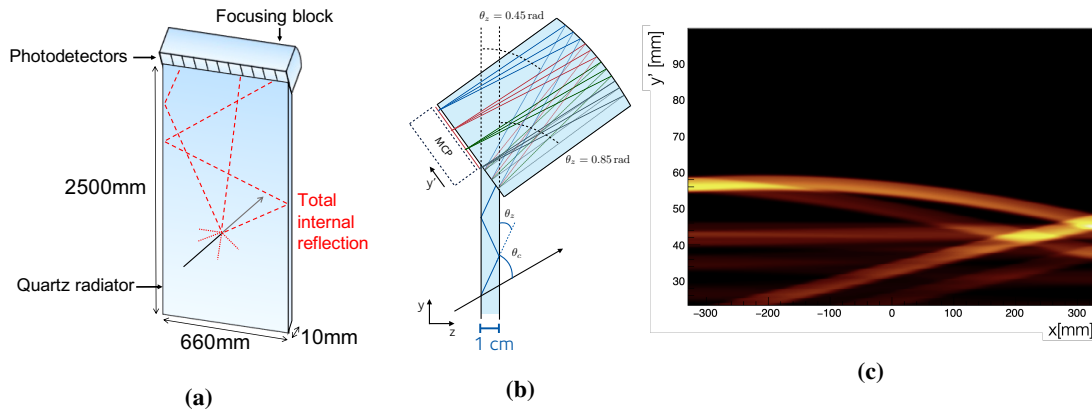 Focusing block
Photodetectors
2500mm
Total
internal
reflection
Quartz radiator
660mm
10mm
(a)
θz = 0.45 rad
MCP
y'
θz = 0.85 rad
θz
θc
y
z
1 cm
(b)
y' [mm]
90
80
70
60
50
40
30
−300 −200 −100 0 100 200 300
x[mm]
(c)